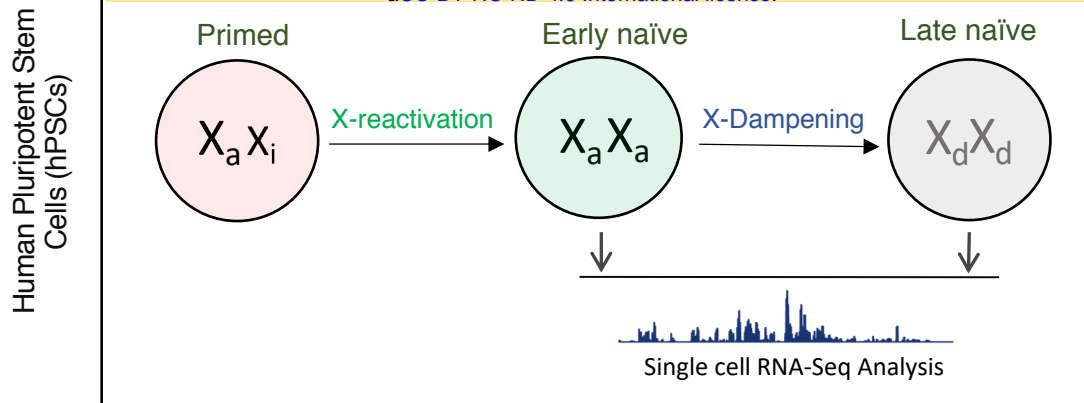 Human Pluripotent Stem
Cells (hPSCs)
Primed
Early naïve
Late naïve
XaXi
X-reactivation
XaXa
X-Dampening
XdXd
Single cell RNA-Seq Analysis